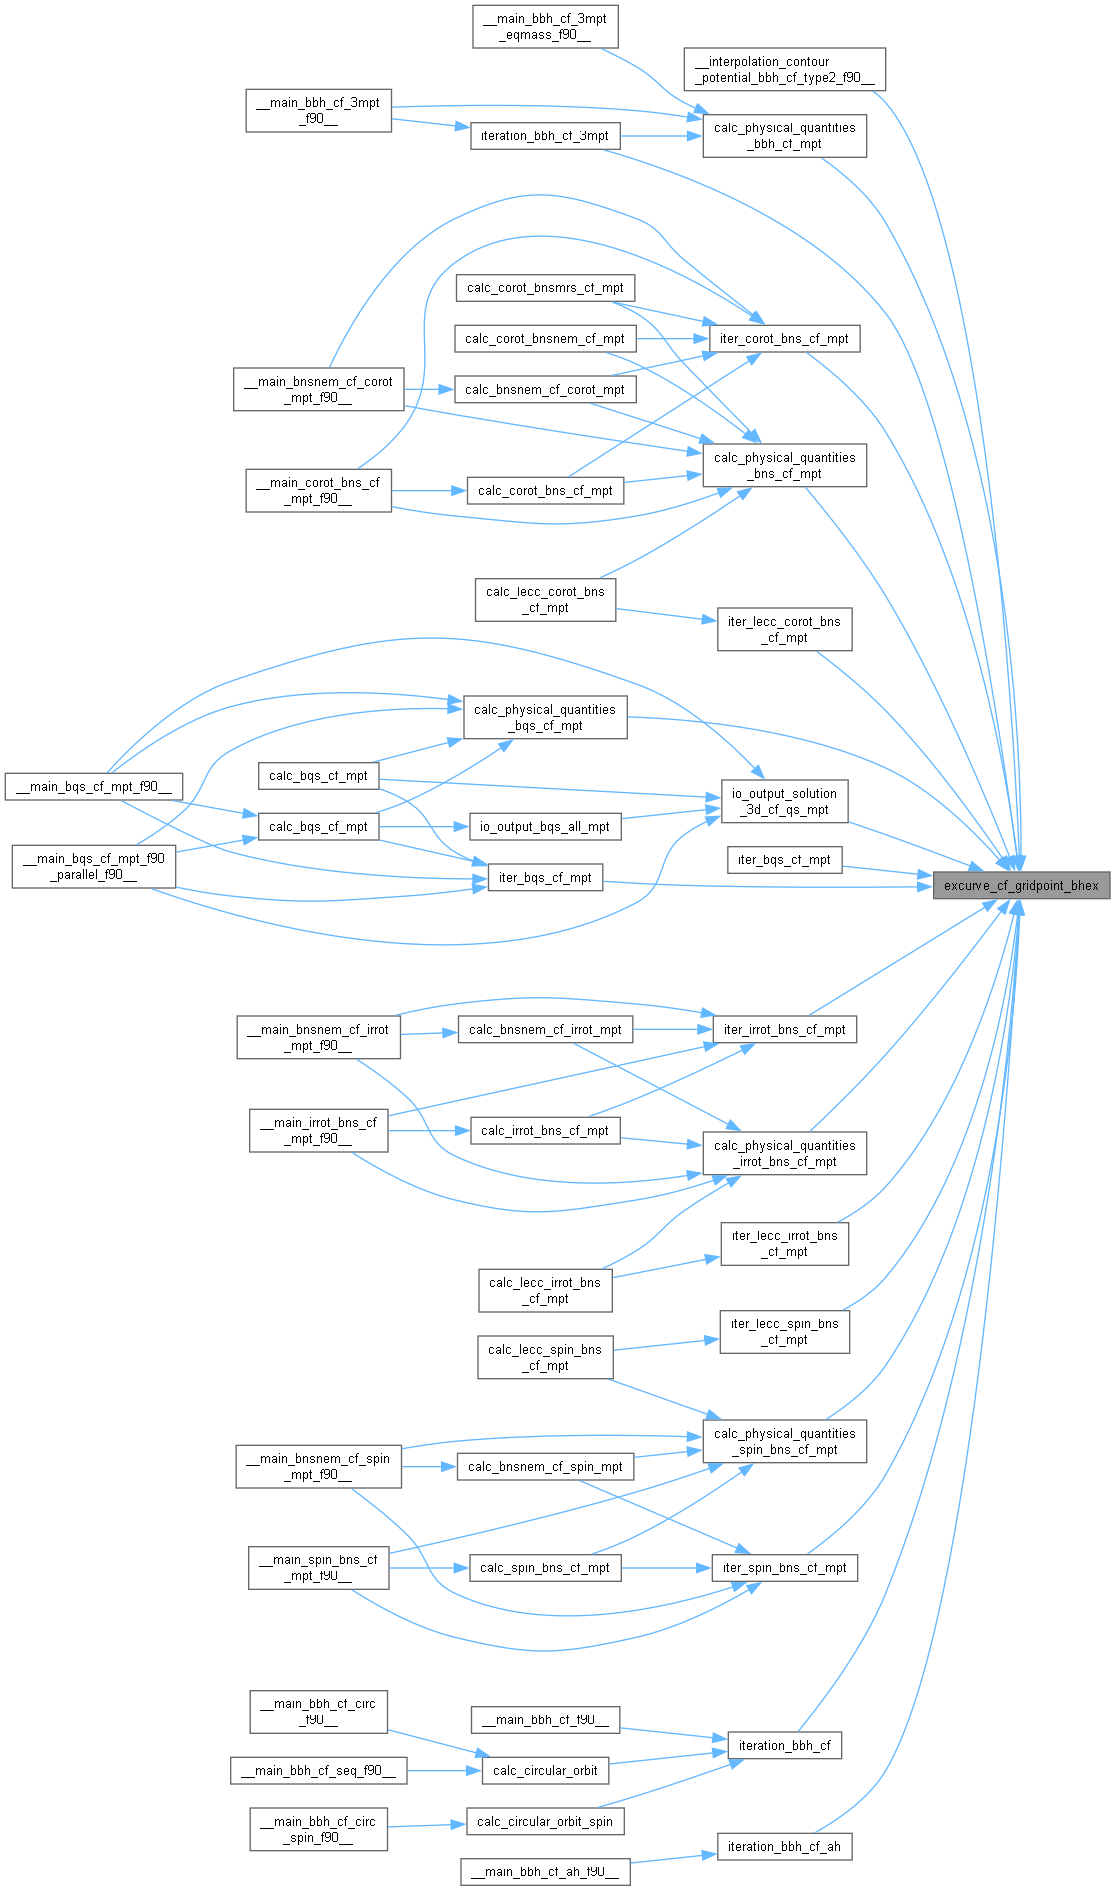 __main_bbh_cf_3mpt
_eqmass_f90__
__interpolation_contour
_potential_bbh_cf_type2_f90__
__main_bbh_cf_3mpt
_f90__
calc_physical_quantities
_bbh_cf_mpt
iteration_bbh_cf_3mpt
calc_corot_bnsmrs_cf_mpt
calc_corot_bnsnem_cf_mpt
iter_corot_bns_cf_mpt
__main_bnsnem_cf_corot
_mpt_f90__
calc_bnsnem_cf_corot_mpt
calc_physical_quantities
_bns_cf_mpt
__main_corot_bns_cf
_mpt_f90__
calc_corot_bns_cf_mpt
calc_lecc_corot_bns
_cf_mpt
iter_lecc_corot_bns
_cf_mpt
calc_physical_quantities
_bqs_cf_mpt
__main_bqs_cf_mpt_f90__
calc_bqs_cf_mpt
io_output_solution
_3d_cf_qs_mpt
calc_bqs_cf_mpt
io_output_bqs_all_mpt
__main_bqs_cf_mpt_f90
_parallel_f90__
iter_bqs_cf_mpt
iter_bqs_cf_mpt
excurve_cf_gridpoint_bhex
__main_bnsnem_cf_irrot
_mpt_f90__
calc_bnsnem_cf_irrot_mpt
iter_irrot_bns_cf_mpt
__main_irrot_bns_cf
_mpt_f90__
calc_irrot_bns_cf_mpt
calc_physical_quantities
_irrot_bns_cf_mpt
iter_lecc_irrot_bns
_cf_mpt
calc_lecc_irrot_bns
_cf_mpt
iter_lecc_spin_bns
_cf_mpt
calc_lecc_spin_bns
_cf_mpt
calc_physical_quantities
_spin_bns_cf_mpt
__main_bnsnem_cf_spin
_mpt_f90__
calc_bnsnem_cf_spin_mpt
__main_spin_bns_cf
_mpt_f90__
calc_spin_bns_cf_mpt
iter_spin_bns_cf_mpt
__main_bbh_cf_circ
_f90__
__main_bbh_cf_f90__
iteration_bbh_cf
__main_bbh_cf_seq_f90__
calc_circular_orbit
__main_bbh_cf_circ
_spin_f90__
calc_circular_orbit_spin
iteration_bbh_cf_ah
__main_bbh_cf_ah_f90__